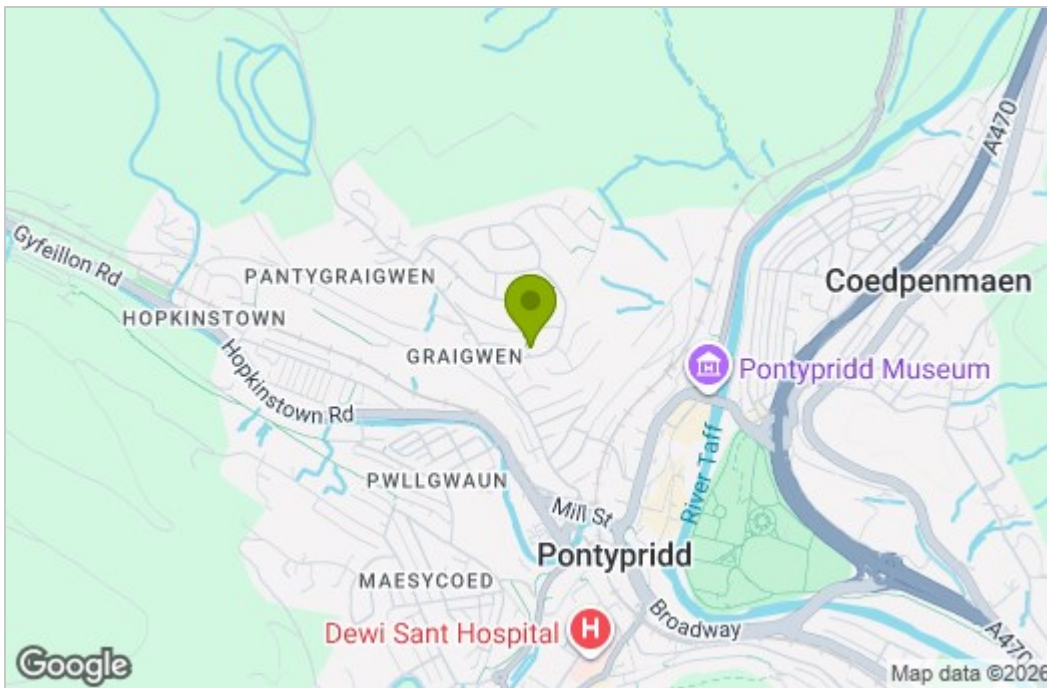 A470
Gyfeillon Rd
PANTYGRAIGWEN
Coedpenmaen
HOPKINSTOWN
GRAIGWEN
Pontypridd Museum
Hopkinstown Rd
River Taff
PWLLGWAUN
Mill St
Pontypridd
MAESYCOED
Broadway
Dewi Sant Hospital
H
A470
Google
Map data ©2026